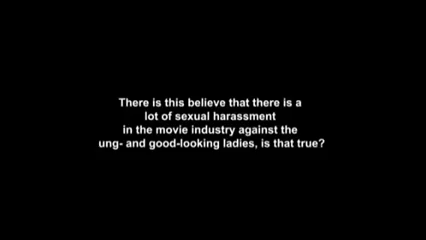 There is this believe that there is a
lot of sexual harassment
in the movie industry against the
ung- and good-looking ladies, is that true?